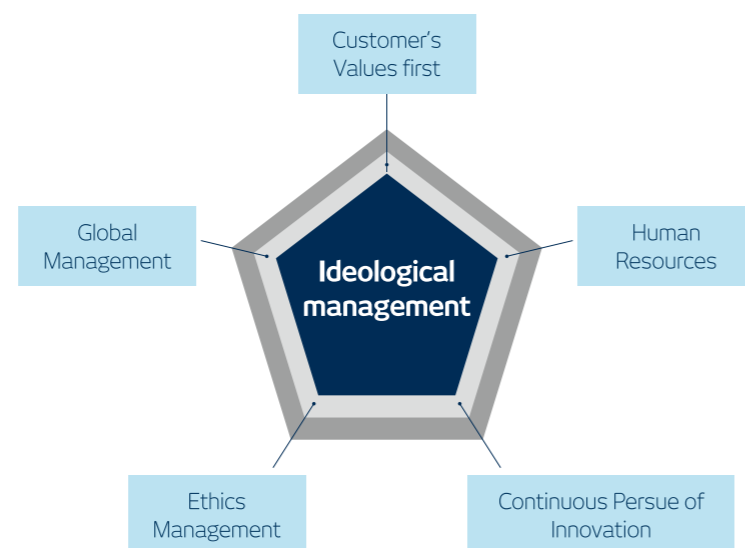 Customer's
Values first
Global
Management
Human
Resources
Ideological
management
Ethics
Management
Continuous Persue of
Innovation